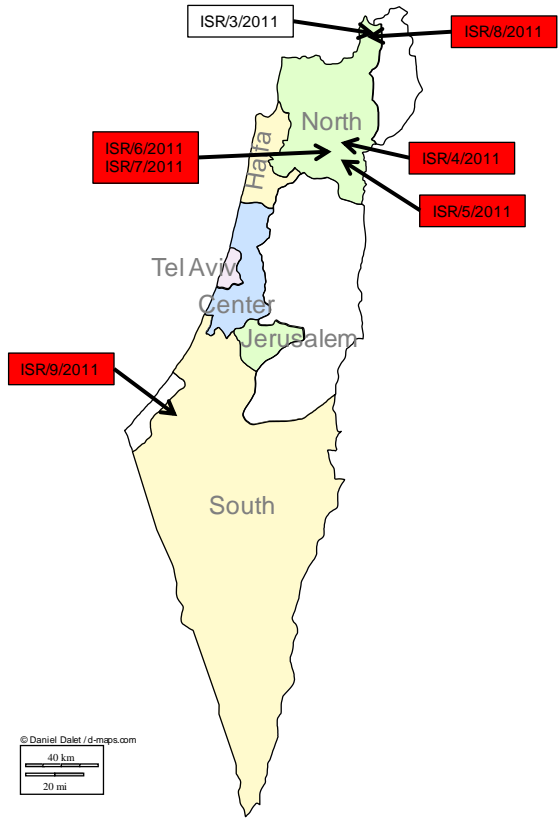 ISR/3/2011
ISR/8/2011
North
ISR/6/2011
ISR/7/2011
ISR/4/2011
Haifa
ISR/5/2011
Tel Aviv
Center
Jerusalem
ISR/9/2011
South
© Daniel Dalet / d-maps.com
40 km
20 mi